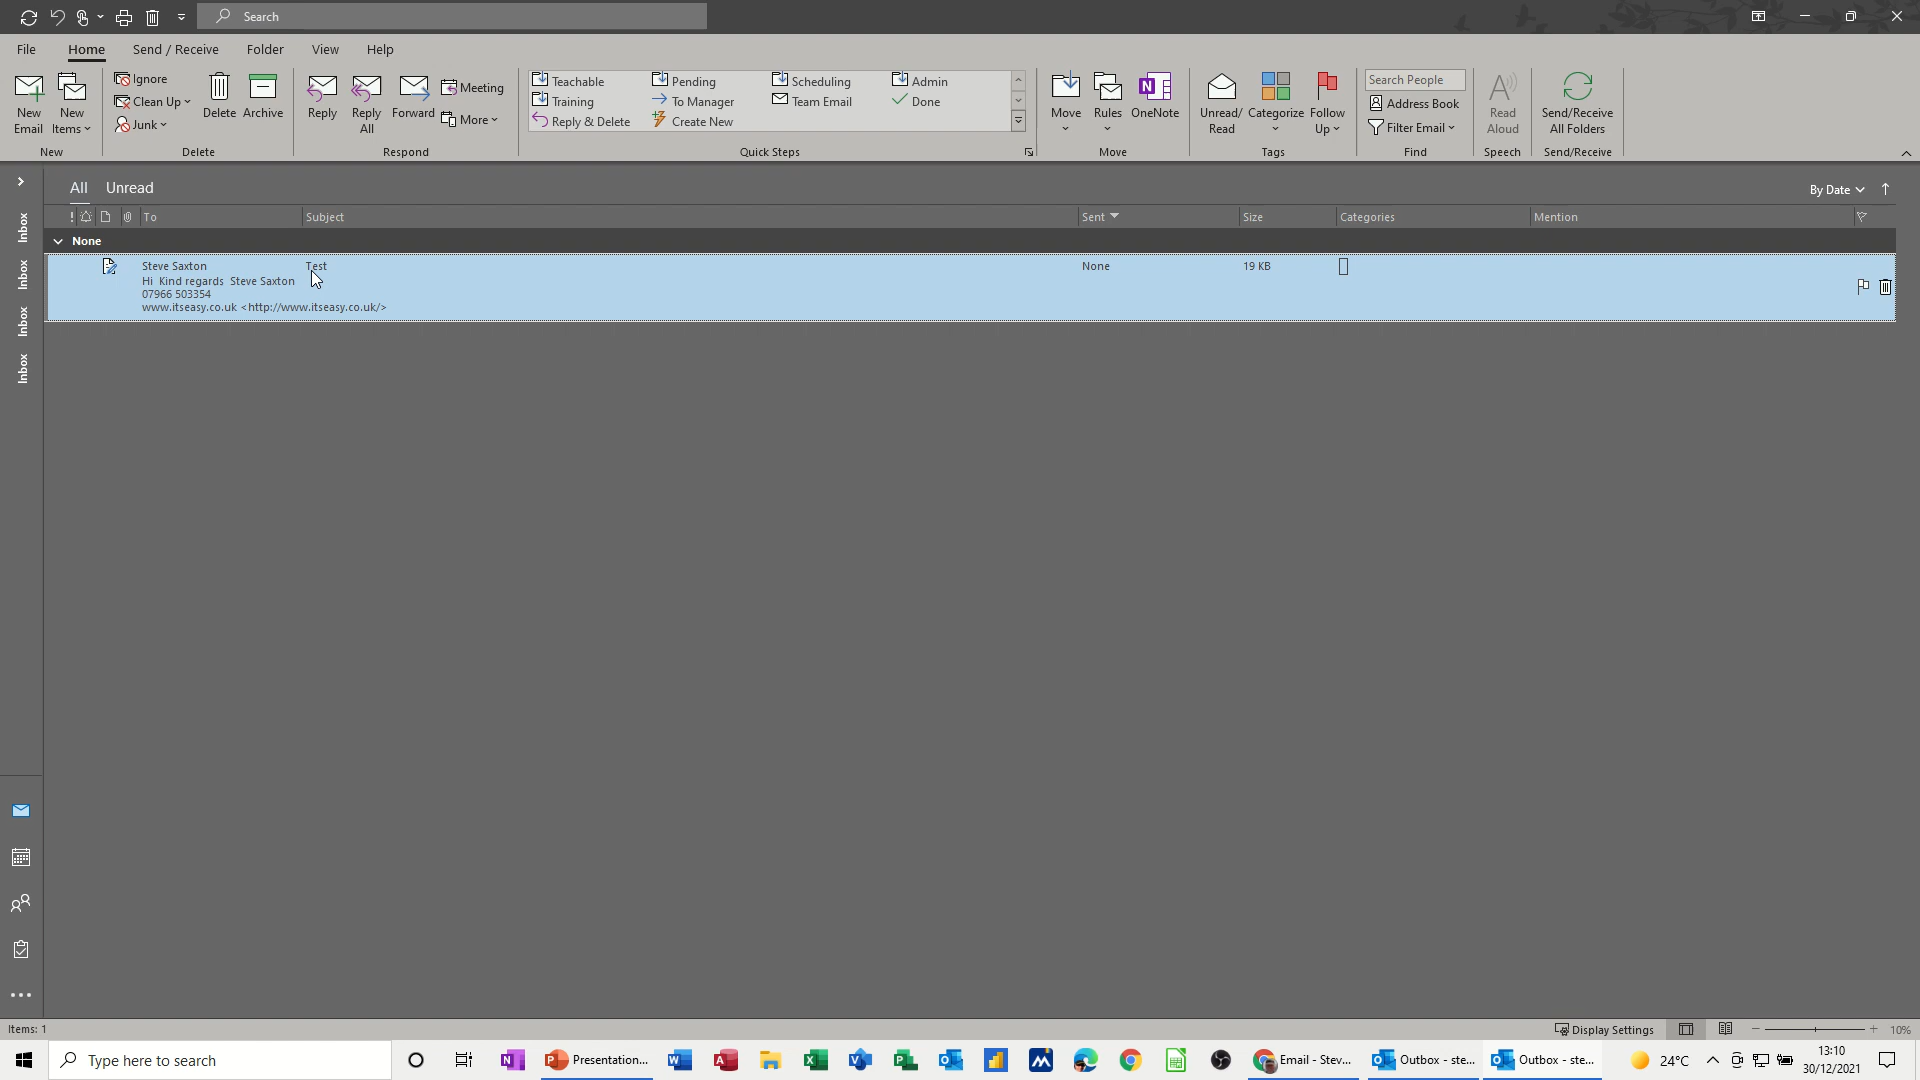 Search
File Home Send / Receive Folder View Help
New Email
New Items
New
Ignore
Clean Up
Junk
Delete
Archive
Delete
Reply
Reply All
Forward
Meeting
More
Respond
Teachable Pending Scheduling Admin
Training To Manager Team Email Done
Reply & Delete Create New
Quick Steps
Move
Rules
OneNote
Move
Unread/ Read
Categorize
Follow Up
Tags
Search People
Address Book
Filter Email
Find
Read Aloud
Speech
Send/Receive All Folders
Send/Receive
All Unread
By Date
! To Subject Sent Size Categories Mention
None
Steve Saxton Test None 19 KB
Hi Kind regards Steve Saxton
07966 503354
www.itseasy.co.uk <http://www.itseasy.co.uk/>
Inbox
Inbox
Inbox
Inbox
Items: 1
Display Settings
10%
Type here to search
Presentation...
Email - Stev...
Outbox - ste...
Outbox - ste...
24°C
13:10
30/12/2021